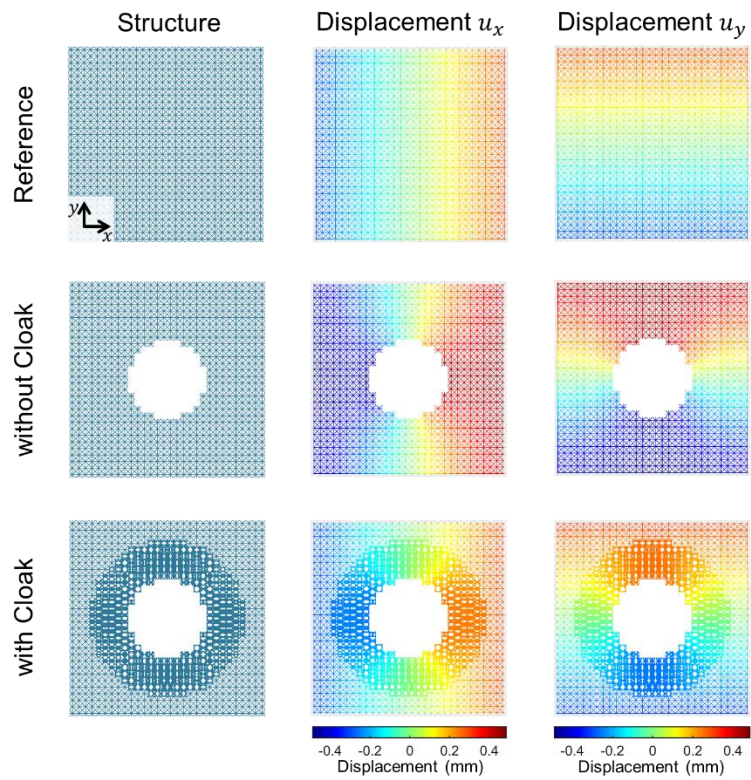 Structure
Displacement u_x
Displacement u_y
Reference
y
x
without Cloak
with Cloak
-0.4 -0.2 0 0.2 0.4
Displacement (mm)
-0.4 -0.2 0 0.2 0.4
Displacement (mm)